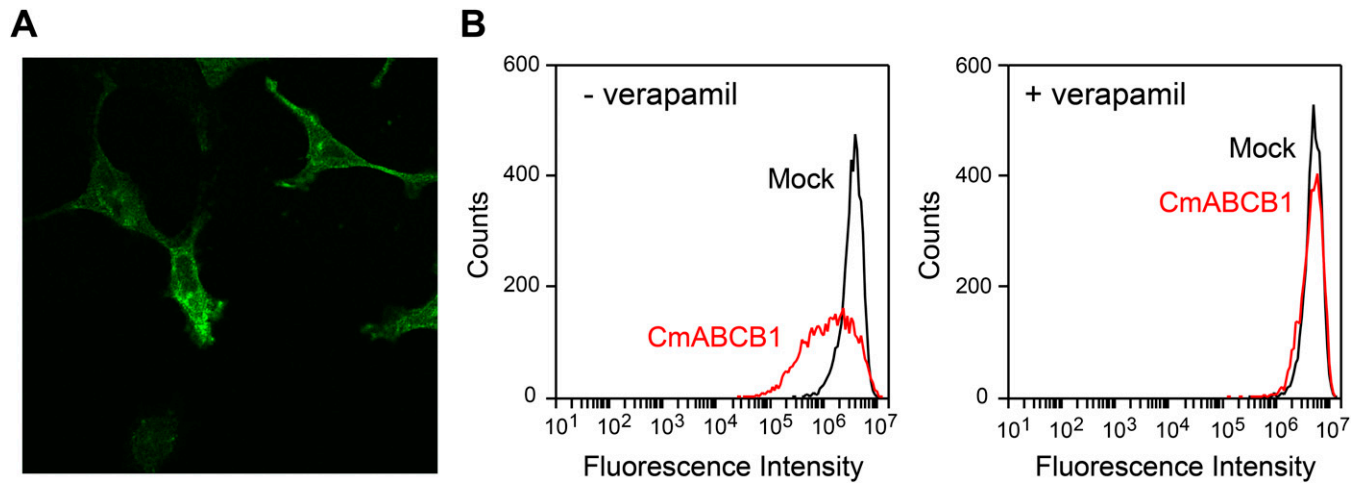 A
B
600
400
200
0
Counts
- verapamil
Mock
CmABCB1
10¹ 10² 10³ 10⁴ 10⁵ 10⁶ 10⁷
Fluorescence Intensity
600
400
200
0
Counts
+ verapamil
Mock
CmABCB1
10¹ 10² 10³ 10⁴ 10⁵ 10⁶ 10⁷
Fluorescence Intensity